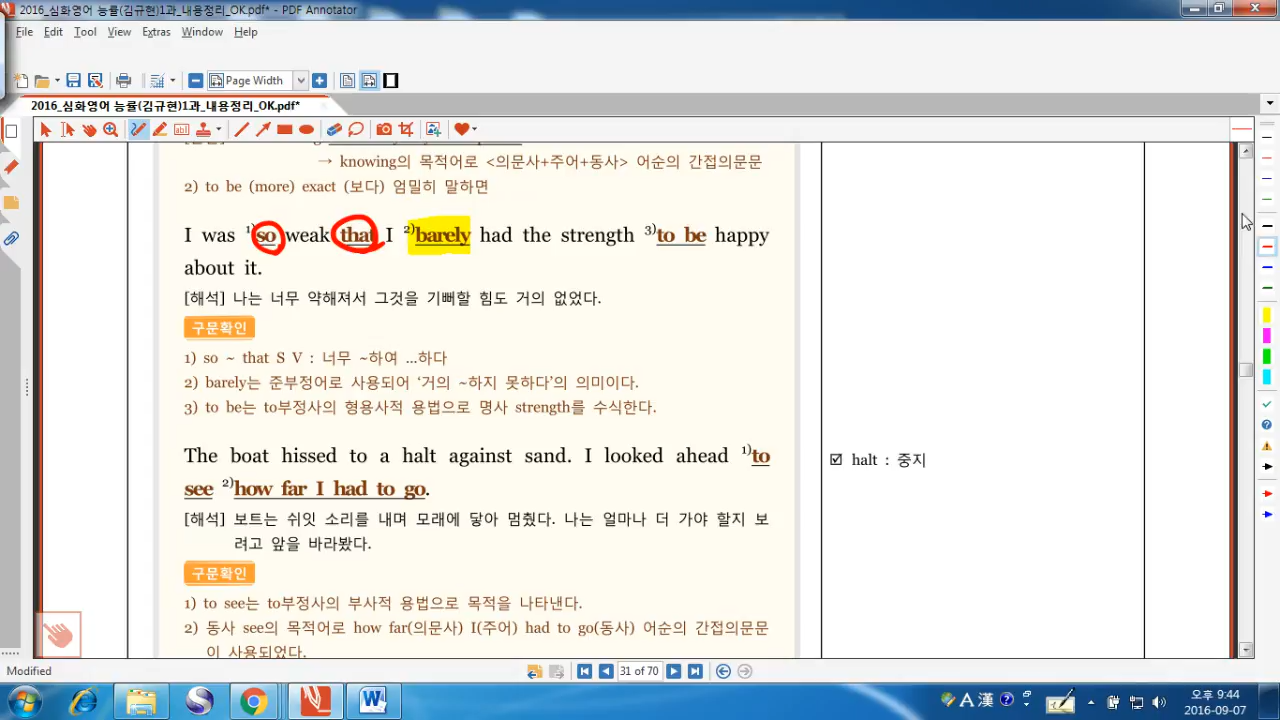 2016_심화영어 능률(김규현)1과_내용정리_OK.pdf* - PDF Annotator
File Edit Tool View Extras Window Help
Page Width
2016_심화영어 능률(김규현)1과_내용정리_OK.pdf*
→ knowing의 목적어로 <의문사+주어+동사> 어순의 간접의문문
2) to be (more) exact (보다) 엄밀히 말하면
I was 1)so weak that I 2)barely had the strength 3)to be happy
about it.
[해석] 나는 너무 약해져서 그것을 기뻐할 힘도 거의 없었다.
구문확인
1) so ~ that S V : 너무 ~하여 …하다
2) barely는 준부정어로 사용되어 ‘거의 ~하지 못하다’의 의미이다.
3) to be는 to부정사의 형용사적 용법으로 명사 strength를 수식한다.
The boat hissed to a halt against sand. I looked ahead 1)to
see 2)how far I had to go.
☑ halt : 중지
[해석] 보트는 쉬잇 소리를 내며 모래에 닿아 멈췄다. 나는 얼마나 더 가야 할지 보
려고 앞을 바라봤다.
구문확인
1) to see는 to부정사의 부사적 용법으로 목적을 나타낸다.
2) 동사 see의 목적어로 how far(의문사) I(주어) had to go(동사) 어순의 간접의문문
이 사용되었다.
Modified
31 of 70
A 漢
오후 9:44
2016-09-07